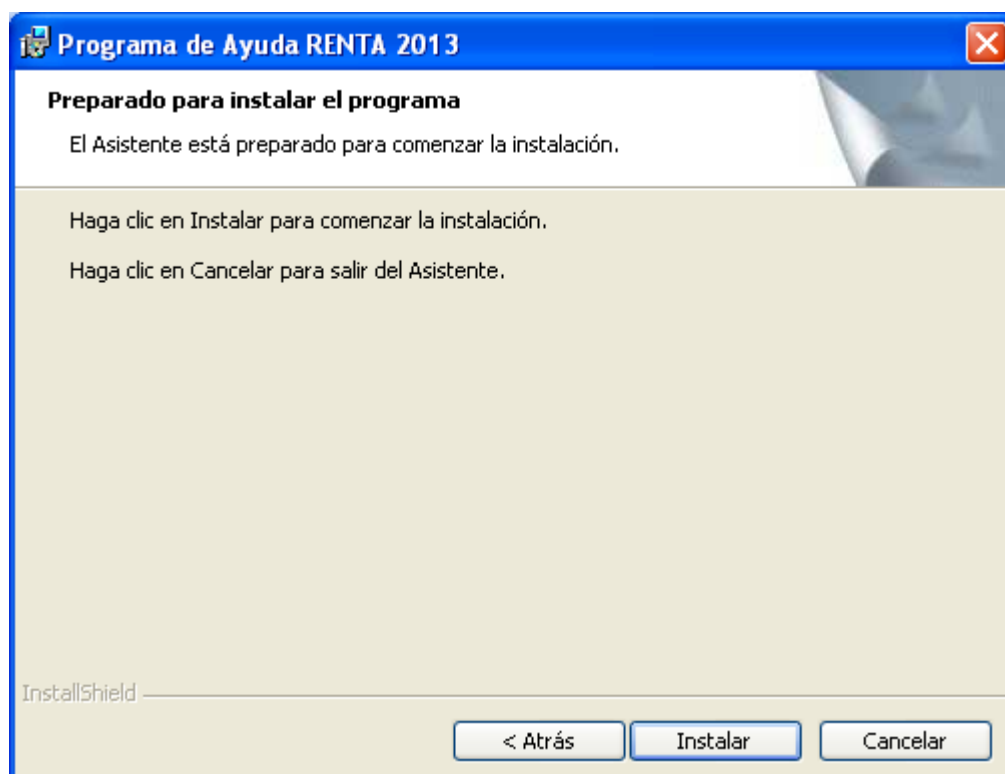 Programa de Ayuda RENTA 2013
Preparado para instalar el programa
El Asistente está preparado para comenzar la instalación.
Haga clic en Instalar para comenzar la instalación.
Haga clic en Cancelar para salir del Asistente.
InstallShield
< Atrás
Instalar
Cancelar